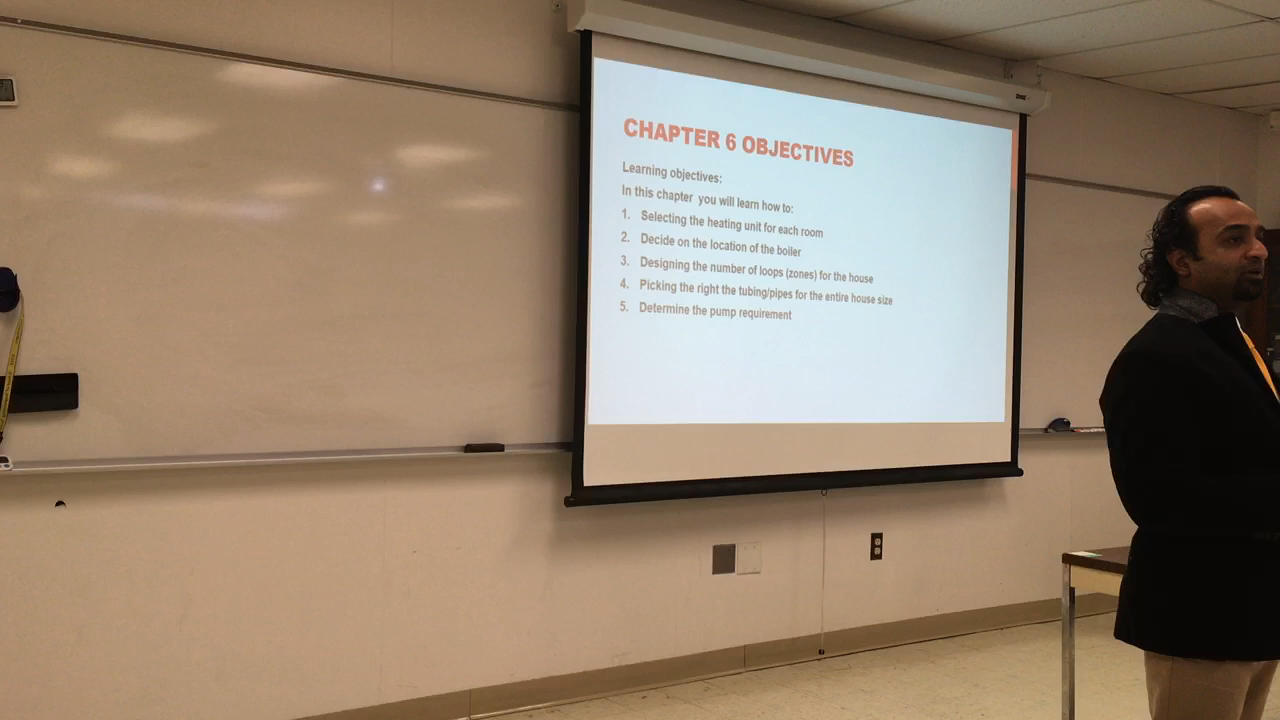 CHAPTER 6 OBJECTIVES
Learning objectives:
In this chapter you will learn how to:
1. Selecting the heating unit for each room
2. Decide on the location of the boiler
3. Designing the number of loops (zones) for the house
4. Picking the right the tubing/pipes for the entire house size
5. Determine the pump requirement